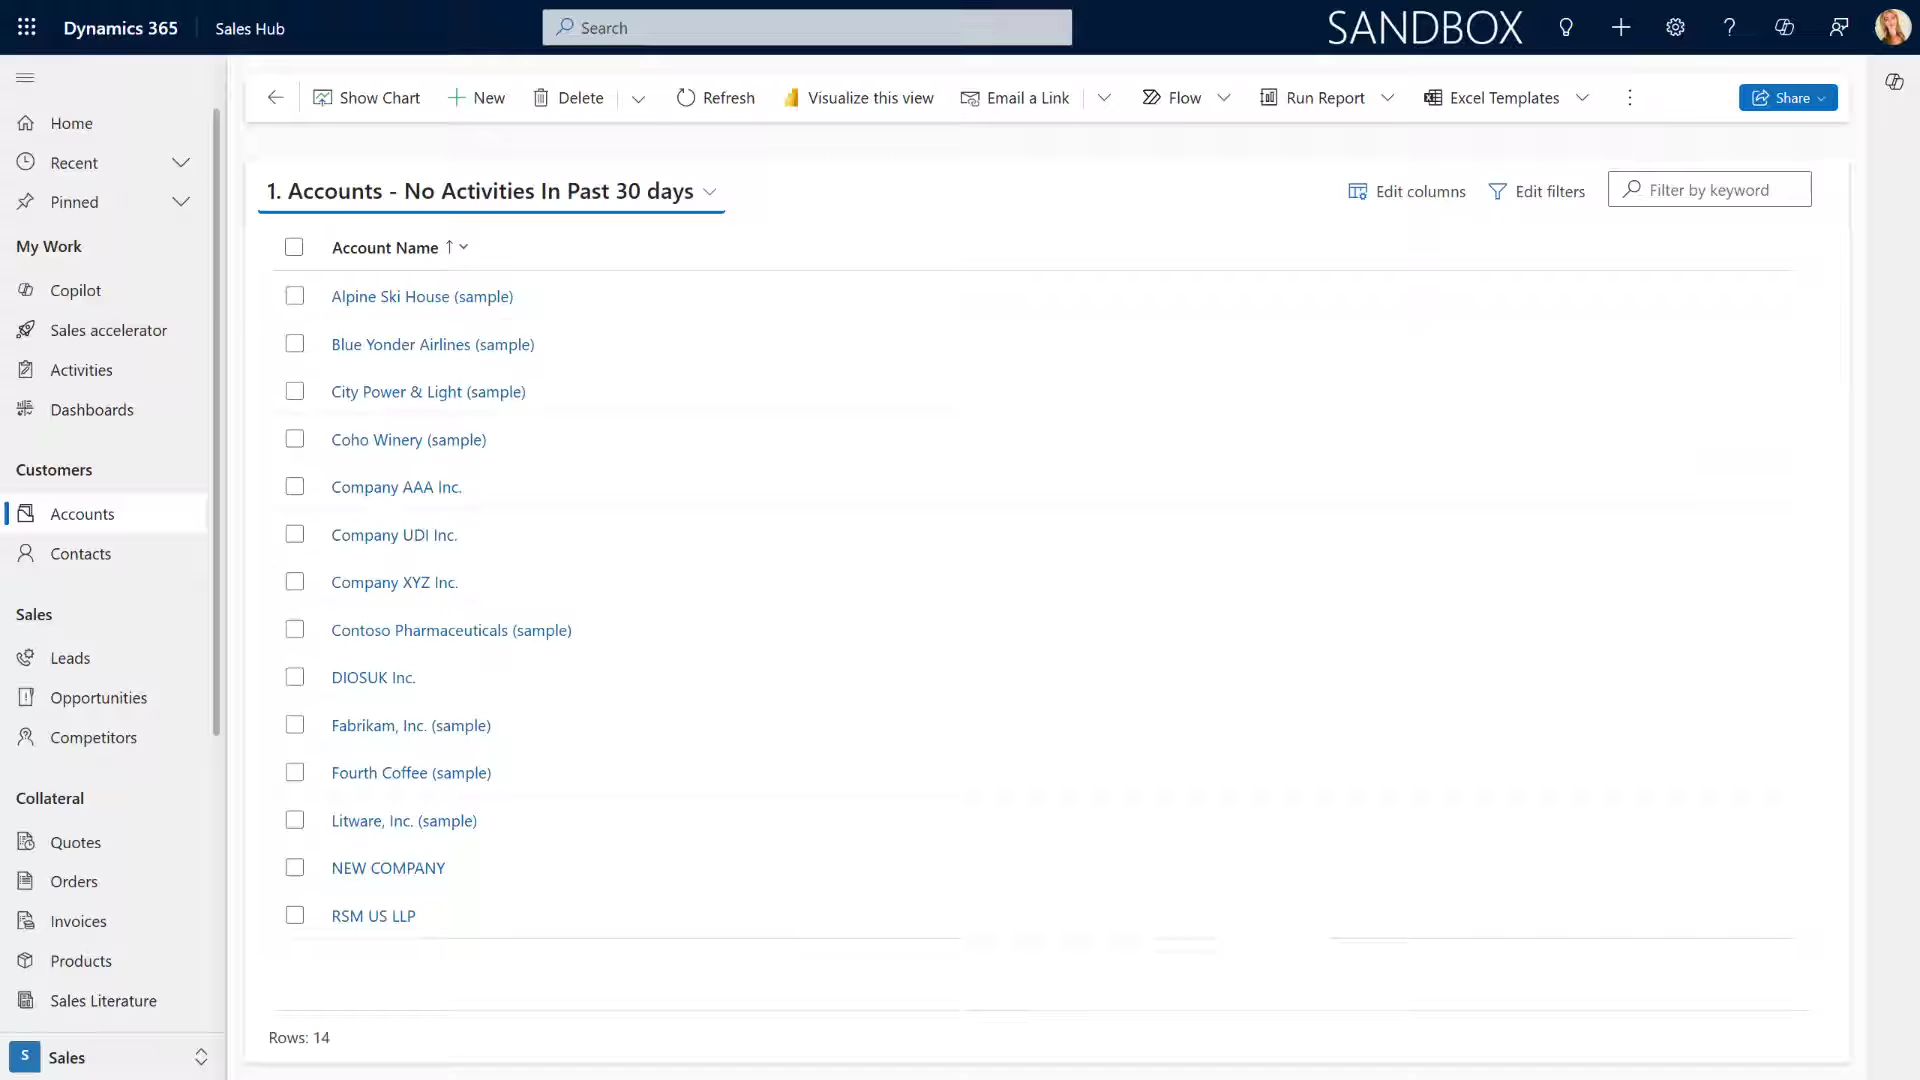 Dynamics 365
Sales Hub
Search
SANDBOX
Show Chart
New
Delete
Refresh
Visualize this view
Email a Link
Flow
Run Report
Excel Templates
Share
Home
Recent
Pinned
My Work
Copilot
Sales accelerator
Activities
Dashboards
Customers
Accounts
Contacts
Sales
Leads
Opportunities
Competitors
Collateral
Quotes
Orders
Invoices
Products
Sales Literature
S
Sales
1. Accounts - No Activities In Past 30 days
Edit columns
Edit filters
Filter by keyword
Account Name
Alpine Ski House (sample)
Blue Yonder Airlines (sample)
City Power & Light (sample)
Coho Winery (sample)
Company AAA Inc.
Company UDI Inc.
Company XYZ Inc.
Contoso Pharmaceuticals (sample)
DIOSUK Inc.
Fabrikam, Inc. (sample)
Fourth Coffee (sample)
Litware, Inc. (sample)
NEW COMPANY
RSM US LLP
Rows: 14